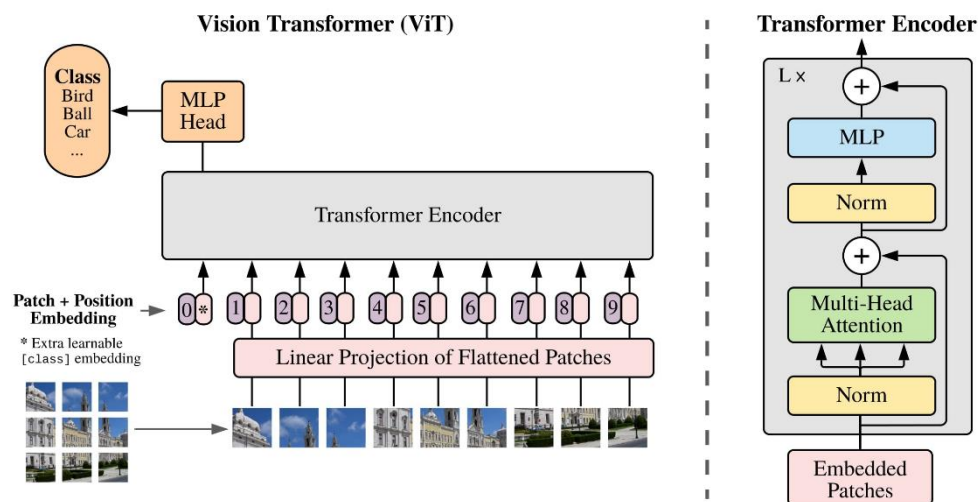 Vision Transformer (ViT)
Class
Bird
Ball
Car
...
MLP
Head
Transformer Encoder
Patch + Position
Embedding
0 * 1 2 3 4 5 6 7 8 9
* Extra learnable
[class] embedding
Linear Projection of Flattened Patches
Transformer Encoder
L ×
+
MLP
Norm
+
Multi-Head
Attention
Norm
Embedded
Patches